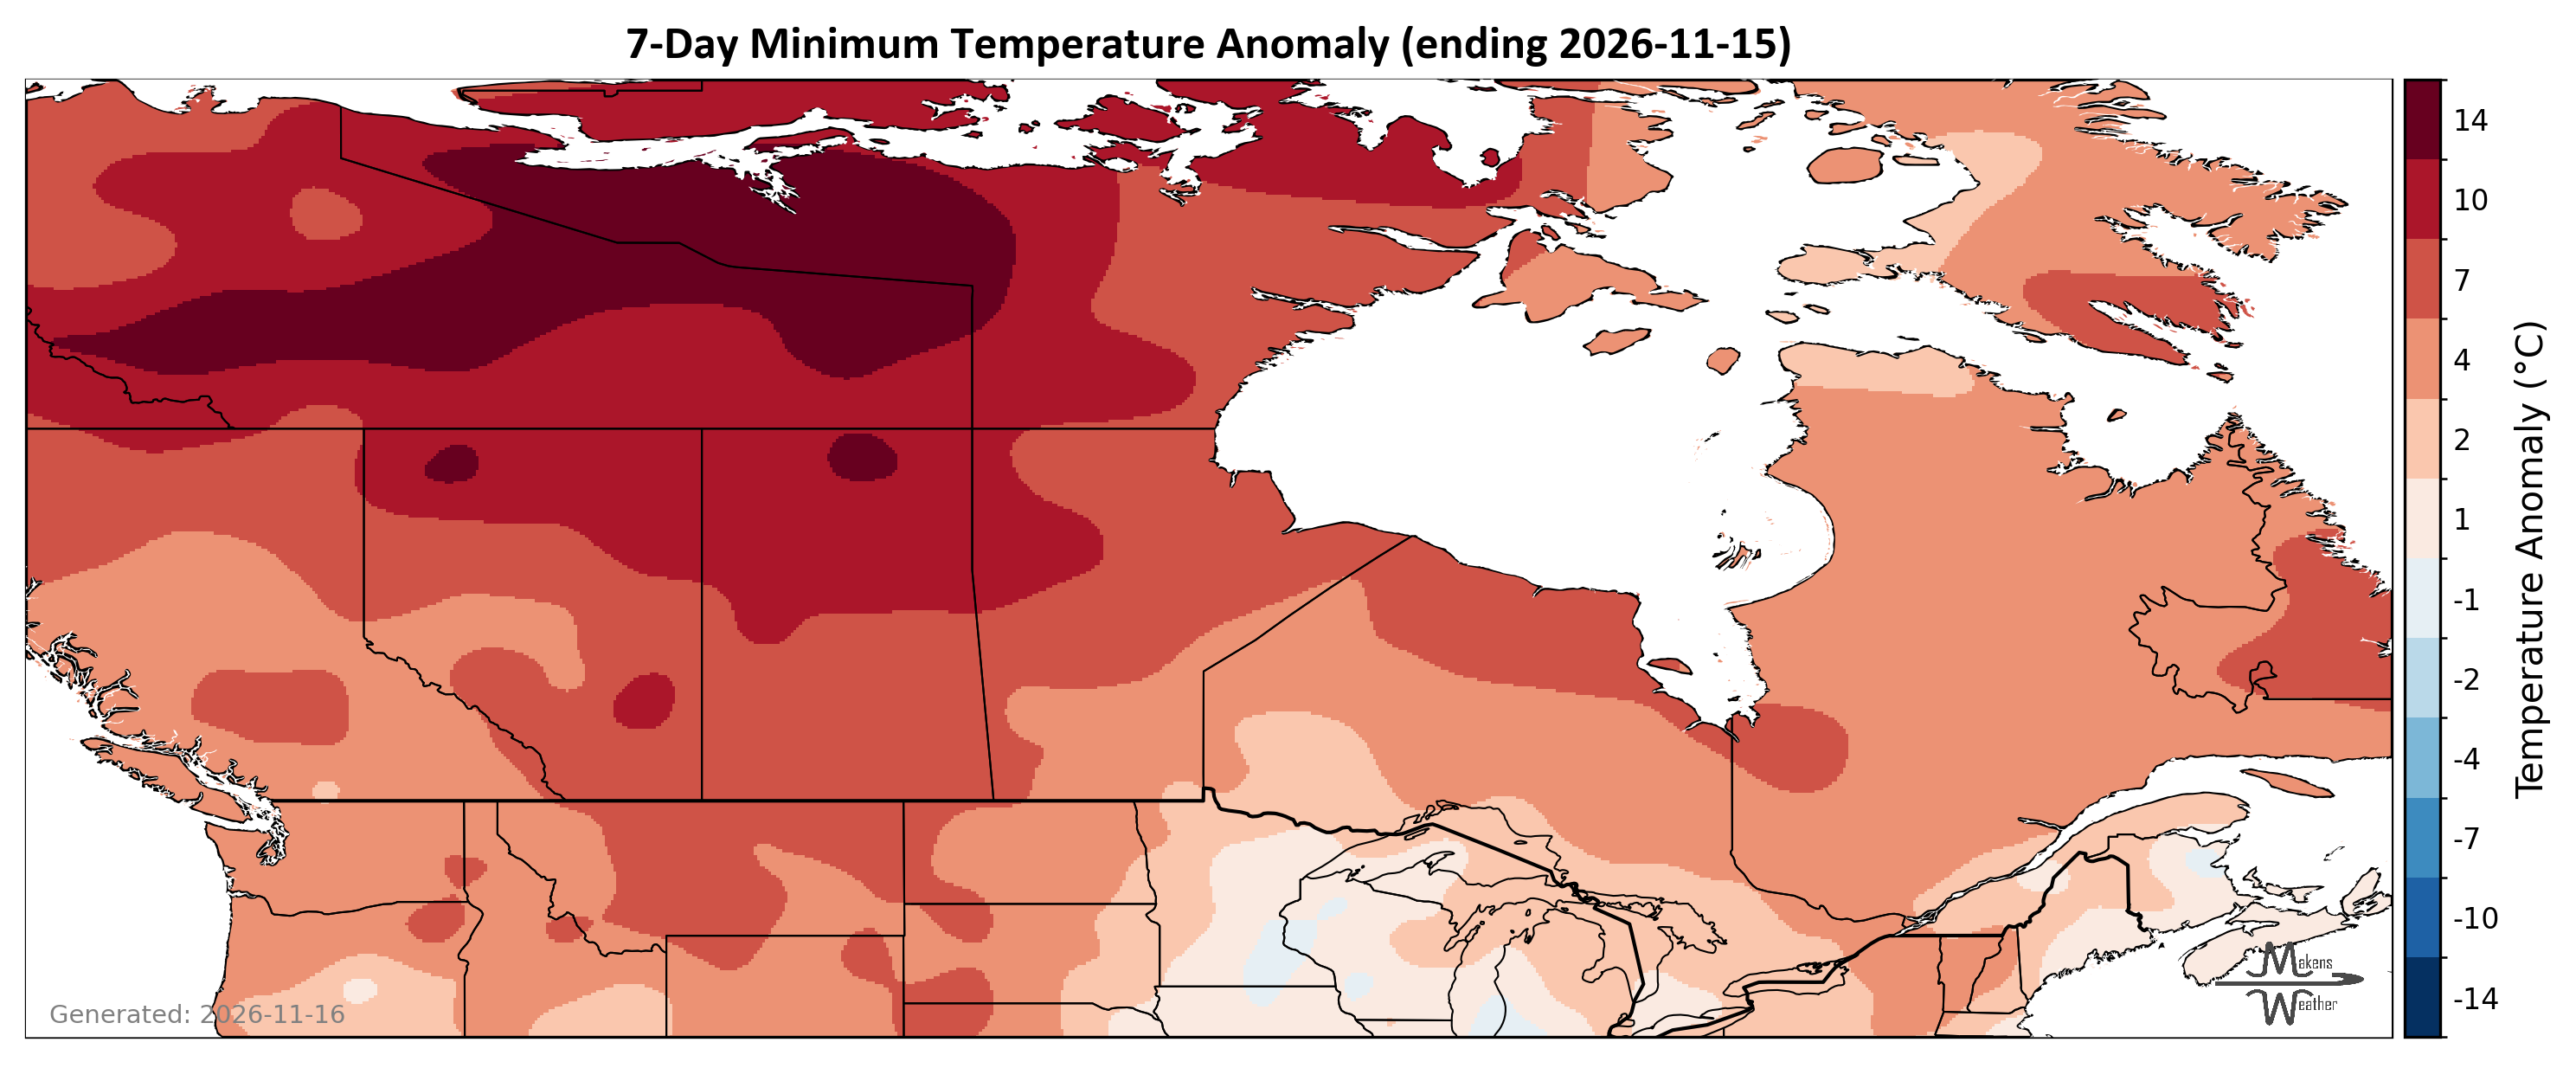 7-Day Minimum Temperature Anomaly (ending 2026-11-15)
14
10
7
4
2
1
-1
-2
-4
-7
-10
-14
Temperature Anomaly (°C)
Generated: 2026-11-16
Makens
Weather